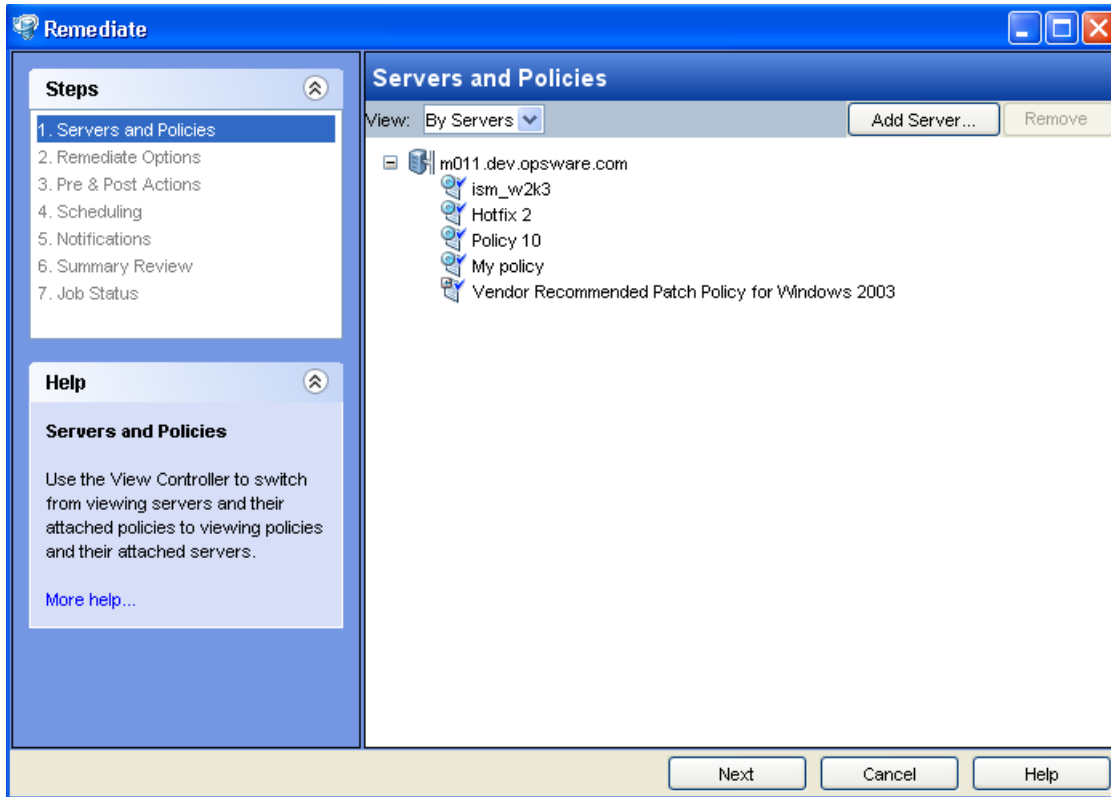 Remediate
Steps
1. Servers and Policies
2. Remediate Options
3. Pre & Post Actions
4. Scheduling
5. Notifications
6. Summary Review
7. Job Status
Help
Servers and Policies
Use the View Controller to switch
from viewing servers and their
attached policies to viewing policies
and their attached servers.
More help...
Servers and Policies
View: By Servers Add Server... Remove
m011.dev.opsware.com
ism_w2k3
Hotfix 2
Policy 10
My policy
Vendor Recommended Patch Policy for Windows 2003
Next Cancel Help